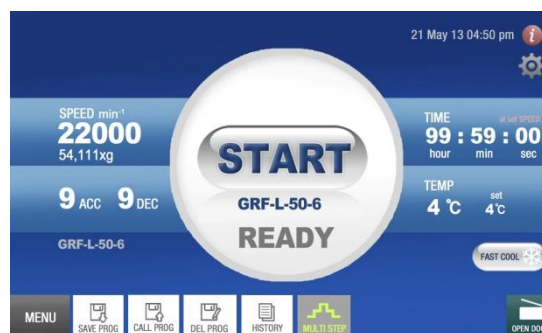 21 May 13 04:50 pm
SPEED min-1
22000
54,111xg
START
GRF-L-50-6
READY
TIME
at set SPEED
99 : 59 : 00
hour min sec
9 ACC 9 DEC
TEMP
set
4 ℃ 4℃
GRF-L-50-6
FAST COOL
MENU
SAVE PROG
CALL PROG
DEL PROG
HISTORY
MULTI STEP
OPEN DO